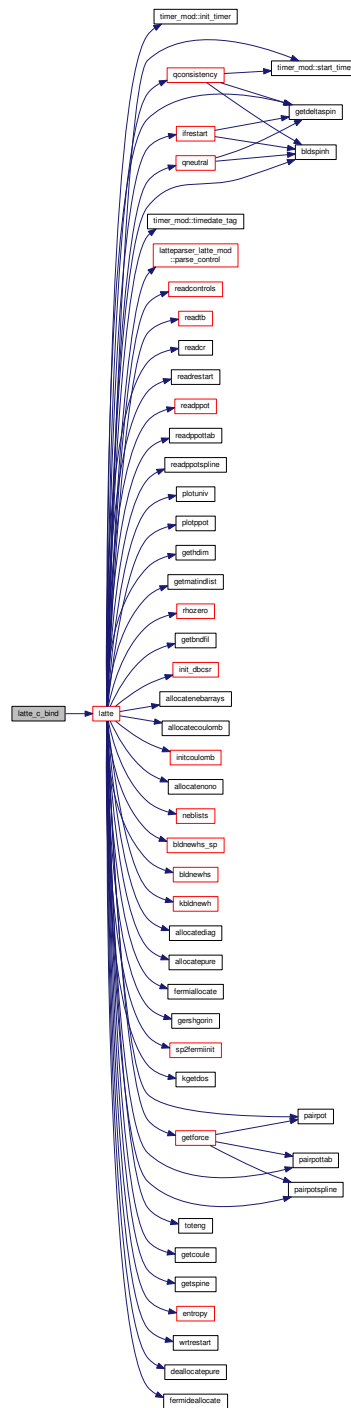 timer_mod::init_timer
timer_mod::start_timer
qconsistency
getdeltaspin
ifrestart
bldspinh
qneutral
timer_mod::timedate_tag
latteparser_latte_mod
::parse_control
readcontrols
readtb
readcr
readrestart
readppot
readppottab
readppotspline
plotuniv
plotppot
gethdim
getmatindlist
rhozero
getbndfil
init_dbcsr
allocatenebarrays
latte_c_bind
latte
allocatecoulomb
initcoulomb
allocatenono
neblists
bldnewhs_sp
bldnewhs
kbldnewh
allocatediag
allocatepure
fermiallocate
gershgorin
sp2fermiinit
kgetdos
pairpot
getforce
pairpottab
pairpotspline
toteng
getcoule
getspine
entropy
wrtrestart
deallocatepure
fermideallocate